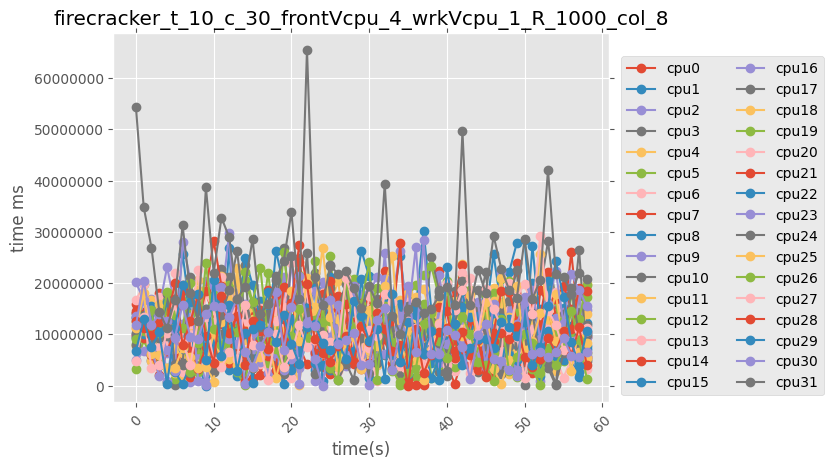 firecracker_t_10_c_30_frontVcpu_4_wrkVcpu_1_R_1000_col_8
time ms
60000000
50000000
40000000
30000000
20000000
10000000
0
0
10
20
30
40
50
60
time(s)
cpu0
cpu1
cpu2
cpu3
cpu4
cpu5
cpu6
cpu7
cpu8
cpu9
cpu10
cpu11
cpu12
cpu13
cpu14
cpu15
cpu16
cpu17
cpu18
cpu19
cpu20
cpu21
cpu22
cpu23
cpu24
cpu25
cpu26
cpu27
cpu28
cpu29
cpu30
cpu31